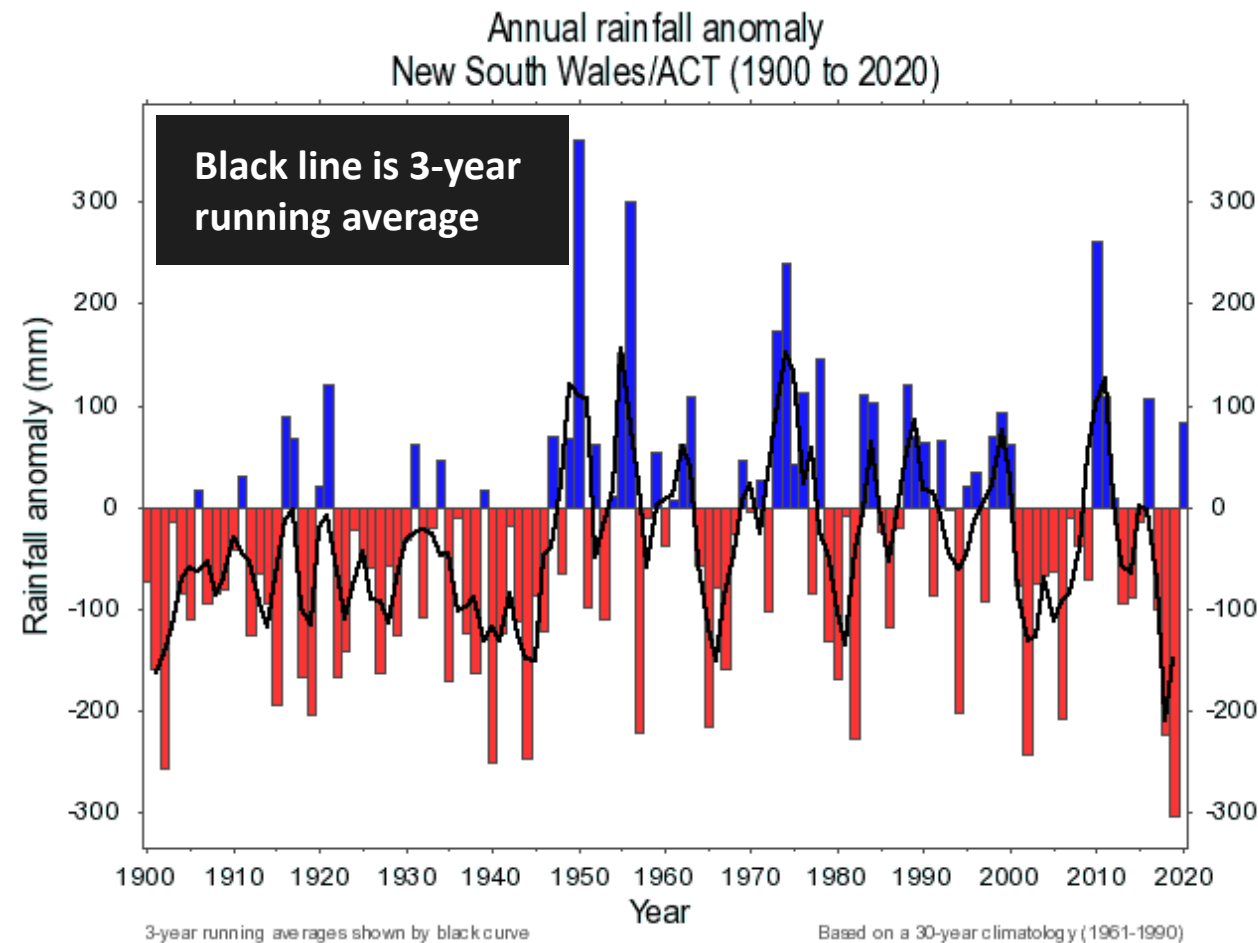 Annual rainfall anomaly
New South Wales/ACT (1900 to 2020)
Black line is 3-year
running average
Rainfall anomaly (mm)
300 300
200 200
100 100
0 0
-100 -100
-200 -200
-300 -300
1900 1910 1920 1930 1940 1950 1960 1970 1980 1990 2000 2010 2020
Year
3-year running averages shown by black curve
Based on a 30-year climatology (1961-1990)